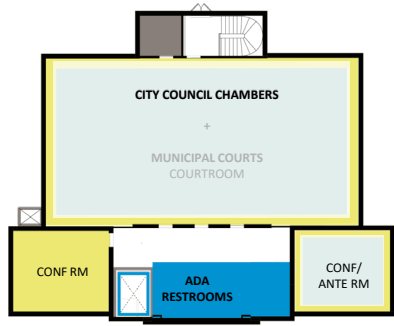 CITY COUNCIL CHAMBERS
+
MUNICIPAL COURTS
COURTROOM
CONF RM
ADA
RESTROOMS
CONF/
ANTE RM